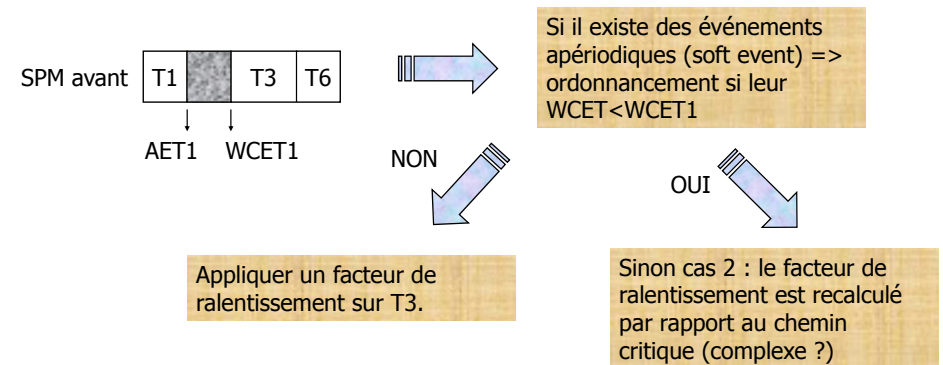 Si il existe des événements
apériodiques (soft event) =>
ordonnancement si leur
WCET<WCET1
SPM avant T1 T3 T6
AET1 WCET1
NON
OUI
Appliquer un facteur de
ralentissement sur T3.
Sinon cas 2 : le facteur de
ralentissement est recalculé
par rapport au chemin
critique (complexe ?)